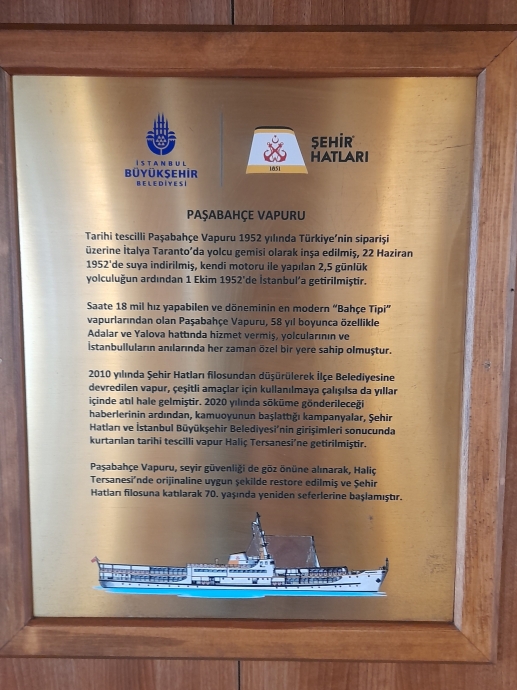 İSTANBUL
BÜYÜKŞEHİR
BELEDİYESİ
1851
ŞEHİR
HATLARI
PAŞABAHÇE VAPURU
Tarihi tescilli Paşabahçe Vapuru 1952 yılında Türkiye'nin siparişi
üzerine İtalya Taranto'da yolcu gemisi olarak inşa edilmiş, 22 Haziran
1952'de suya indirilmiş, kendi motoru ile yapılan 2,5 günlük
yolculuğun ardından 1 Ekim 1952'de İstanbul'a getirilmiştir.
Saate 18 mil hız yapabilen ve döneminin en modern "Bahçe Tipi"
vapurlarından olan Paşabahçe Vapuru, 58 yıl boyunca özellikle
Adalar ve Yalova hattında hizmet vermiş, yolcularının ve
İstanbulluların anılarında her zaman özel bir yere sahip olmuştur.
2010 yılında Şehir Hatları filosundan düşürülerek İlçe Belediyesine
devredilen vapur, çeşitli amaçlar için kullanılmaya çalışılsa da yıllar
içinde atıl hale gelmiştir. 2020 yılında söküme gönderileceği
haberlerinin ardından, kamuoyunun başlattığı kampanyalar, Şehir
Hatları ve İstanbul Büyükşehir Belediyesi'nin girişimleri sonucunda
kurtarılan tarihi tescilli vapur Haliç Tersanesi'ne getirilmiştir.
Paşabahçe Vapuru, seyir güvenliği de göz önüne alınarak, Haliç
Tersanesi'nde orijinaline uygun şekilde restore edilmiş ve Şehir
Hatları filosuna katılarak 70. yaşında yeniden seferlerine başlamıştır.